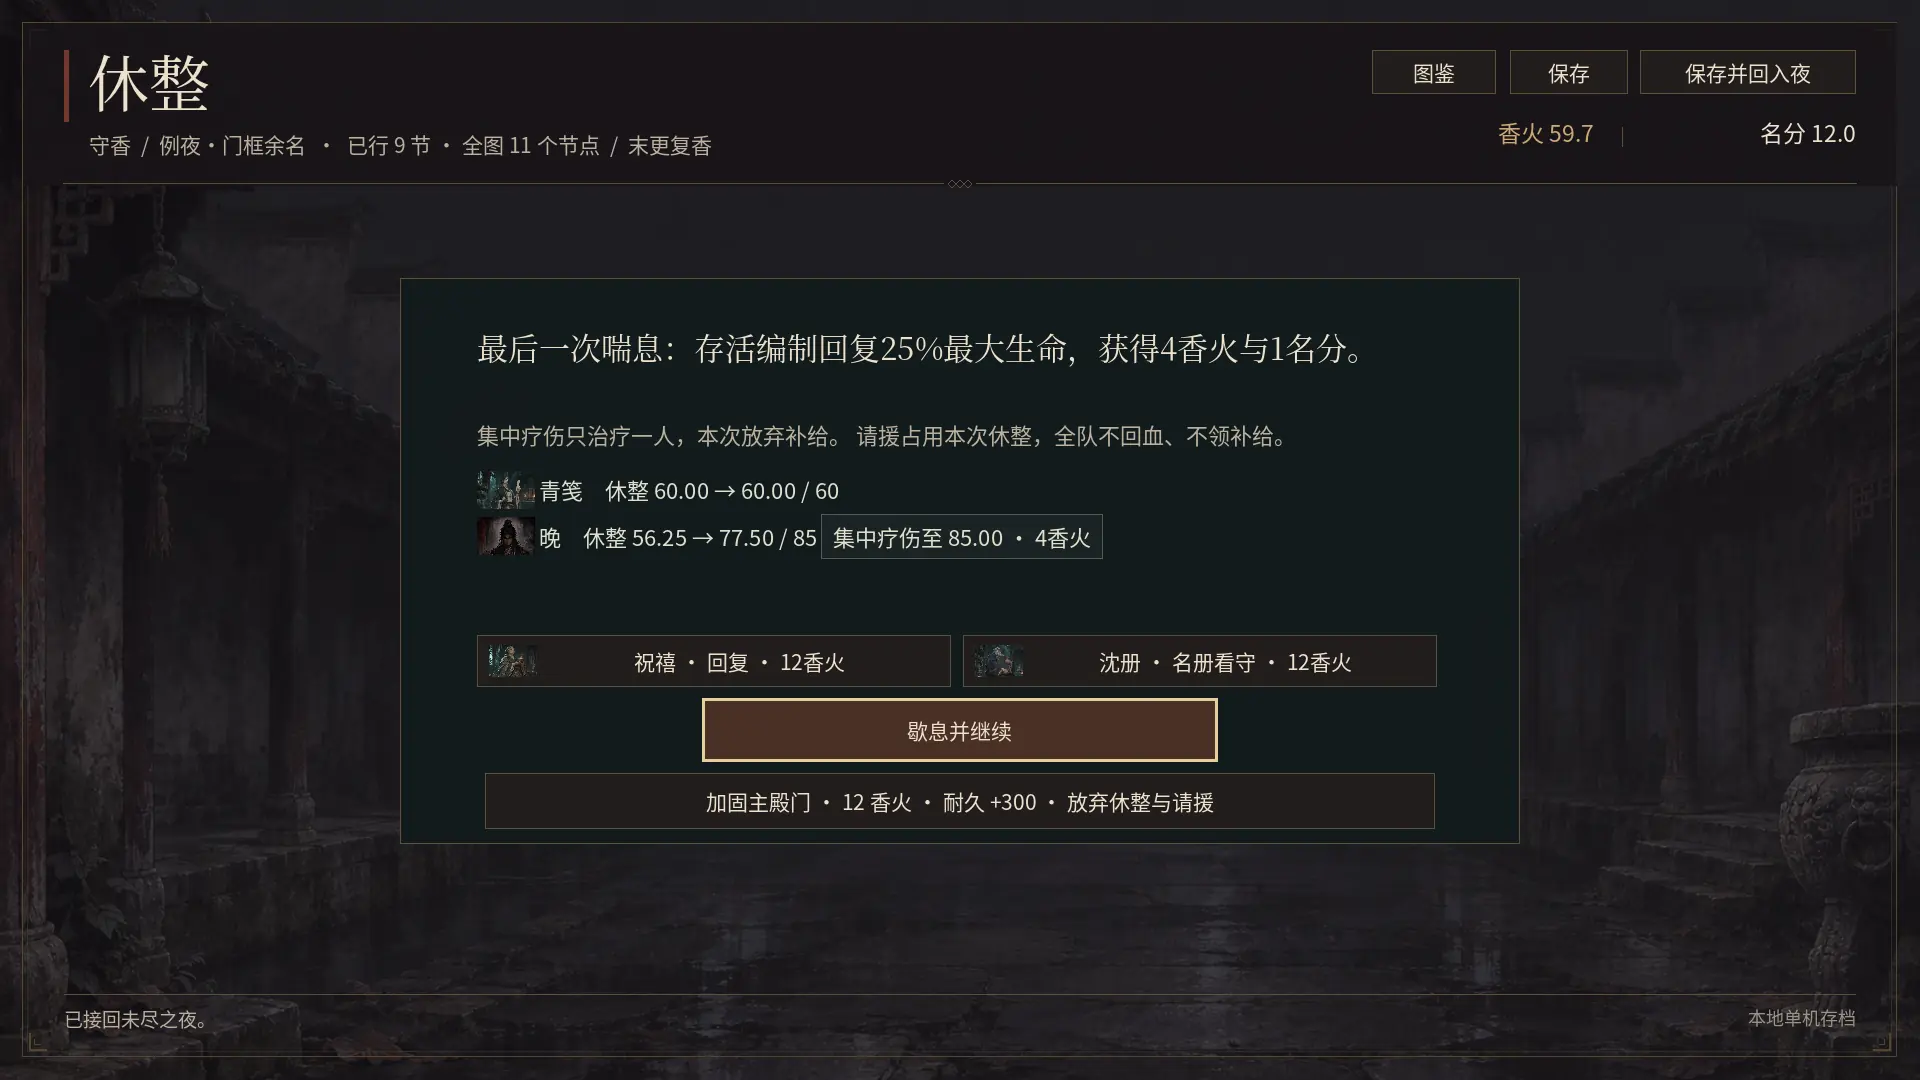 休整
图鉴
保存
保存并回入夜
守香 / 例夜·门框余名 · 已行 9 节 · 全图 11 个节点 / 末更复香
香火 59.7
名分 12.0
最后一次喘息：存活编制回复25%最大生命，获得4香火与1名分。
集中疗伤只治疗一人，本次放弃补给。 请援占用本次休整，全队不回血、不领补给。
青笺 休整 60.00 → 60.00 / 60
晚 休整 56.25 → 77.50 / 85 集中疗伤至 85.00 · 4香火
祝禧 · 回复 · 12香火
沈册 · 名册看守 · 12香火
歇息并继续
加固主殿门 · 12 香火 · 耐久 +300 · 放弃休整与请援
已接回未尽之夜。
本地单机存档